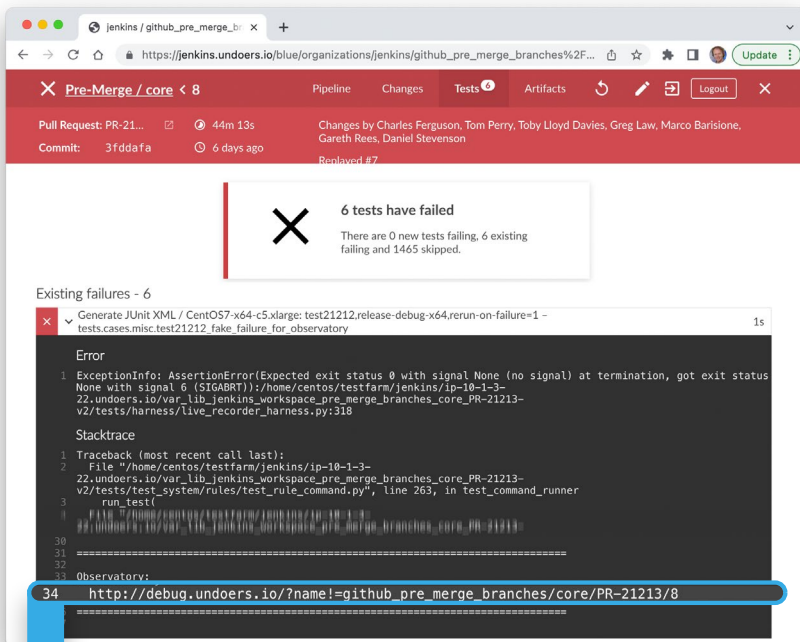 jenkins / github_pre_merge_br
https://jenkins.undoers.io/blue/organizations/jenkins/github_pre_merge_branches%2F...
Update
Pre-Merge / core < 8
Pipeline
Changes
Tests 6
Artifacts
Logout
Pull Request: PR-21...
44m 13s
Changes by Charles Ferguson, Tom Perry, Toby Lloyd Davies, Greg Law, Marco Barisione,
Gareth Rees, Daniel Stevenson
Commit: 3fddafa
6 days ago
Replayed #7
6 tests have failed
There are 0 new tests failing, 6 existing
failing and 1465 skipped.
Existing failures - 6
Generate JUnit XML / CentOS7-x64-c5.xlarge: test21212,release-debug-x64,rerun-on-failure=1 –
tests.cases.misc.test21212_fake_failure_for_observatory
1s
Error
1 ExceptionInfo: AssertionError(Expected exit status 0 with signal None (no signal) at termination, got exit status
None with signal 6 (SIGABRT)):/home/centos/testfarm/jenkins/ip-10-1-3-
22.undoers.io/var_lib_jenkins_workspace_pre_merge_branches_core_PR-21213-
v2/tests/harness/live_recorder_harness.py:318
Stacktrace
1 Traceback (most recent call last):
2 File "/home/centos/testfarm/jenkins/ip-10-1-3-
22.undoers.io/var_lib_jenkins_workspace_pre_merge_branches_core_PR-21213-
v2/tests/test_system/rules/test_rule_command.py", line 263, in test_command_runner
3 run_test(
30
31 ================================================================================
32
33 Observatory:
34 http://debug.undoers.io/?name!=github_pre_merge_branches/core/PR-21213/8
================================================================================